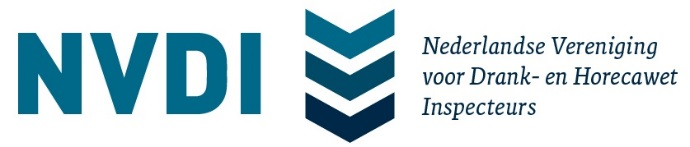 NVDI
Nederlandse Vereniging
voor Drank- en Horecawet
Inspecteurs